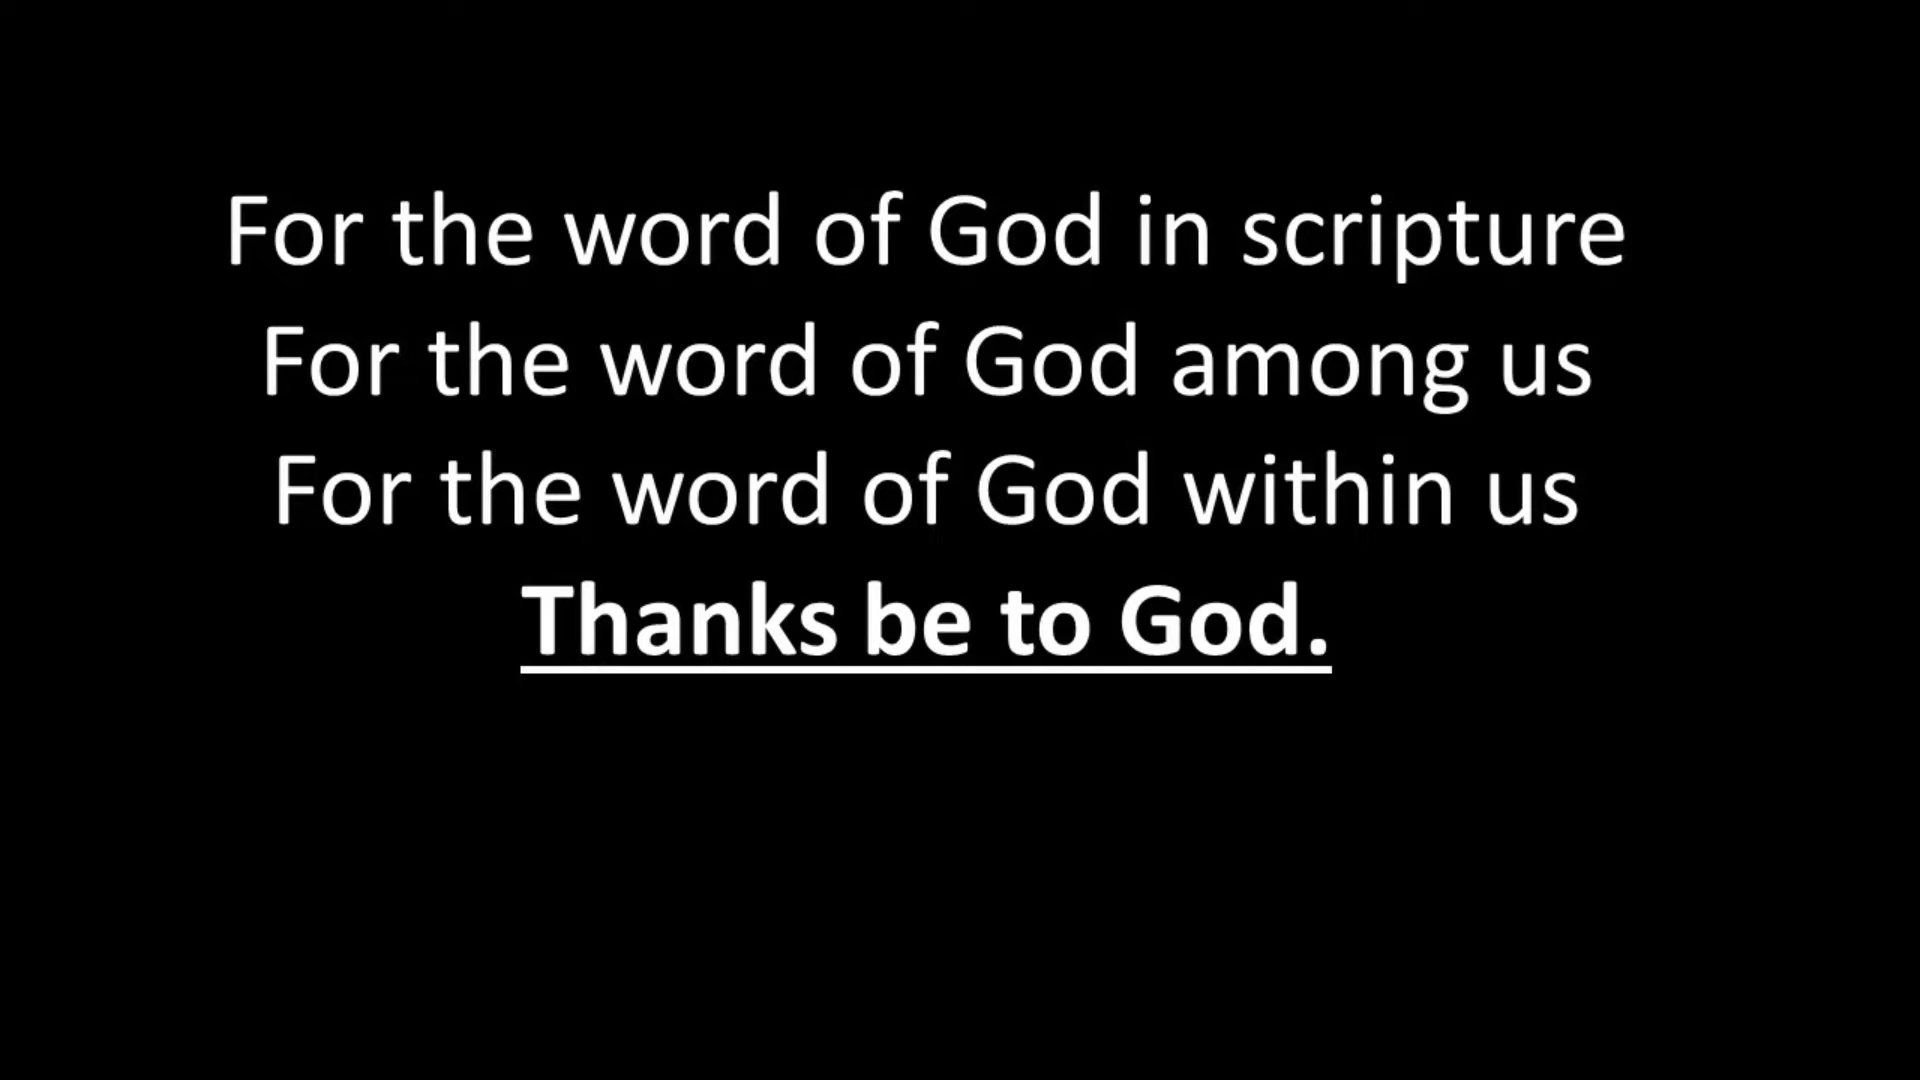 For the word of God in scripture
For the word of God among us
For the word of God within us
Thanks be to God.